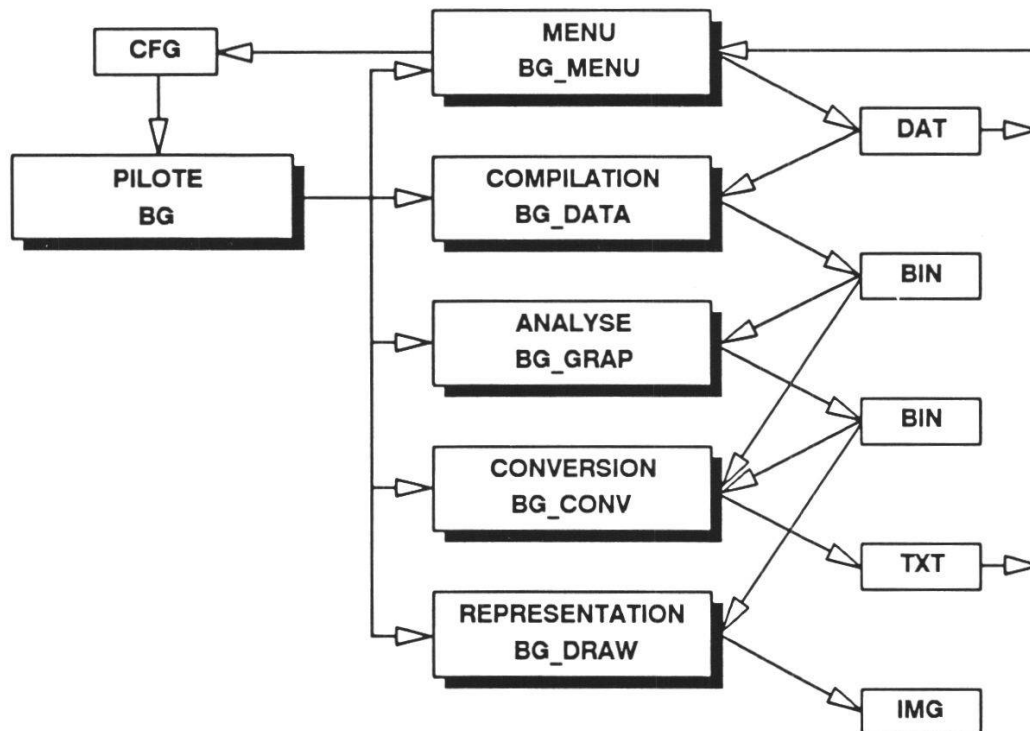 MENU
BG_MENU
CFG
DAT
PILOTE
BG
COMPILATION
BG_DATA
BIN
ANALYSE
BG_GRAP
BIN
CONVERSION
BG_CONV
TXT
REPRESENTATION
BG_DRAW
IMG